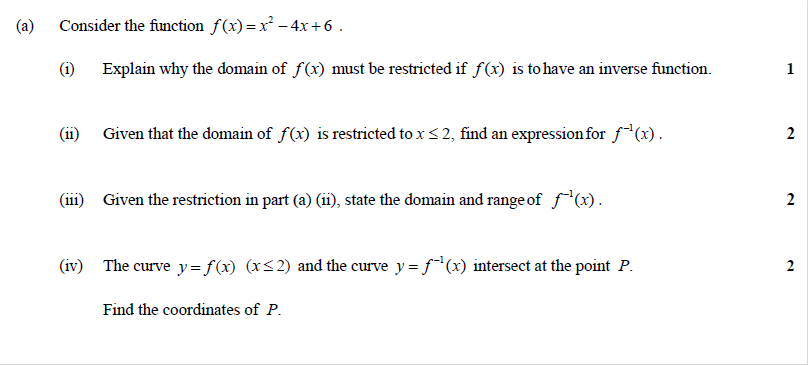 (a) Consider the function f(x) = x² − 4x + 6 .
(i) Explain why the domain of f(x) must be restricted if f(x) is to have an inverse function. 1
(ii) Given that the domain of f(x) is restricted to x ≤ 2, find an expression for f⁻¹(x) . 2
(iii) Given the restriction in part (a) (ii), state the domain and range of f⁻¹(x) . 2
(iv) The curve y = f(x) (x ≤ 2) and the curve y = f⁻¹(x) intersect at the point P. 2
Find the coordinates of P.